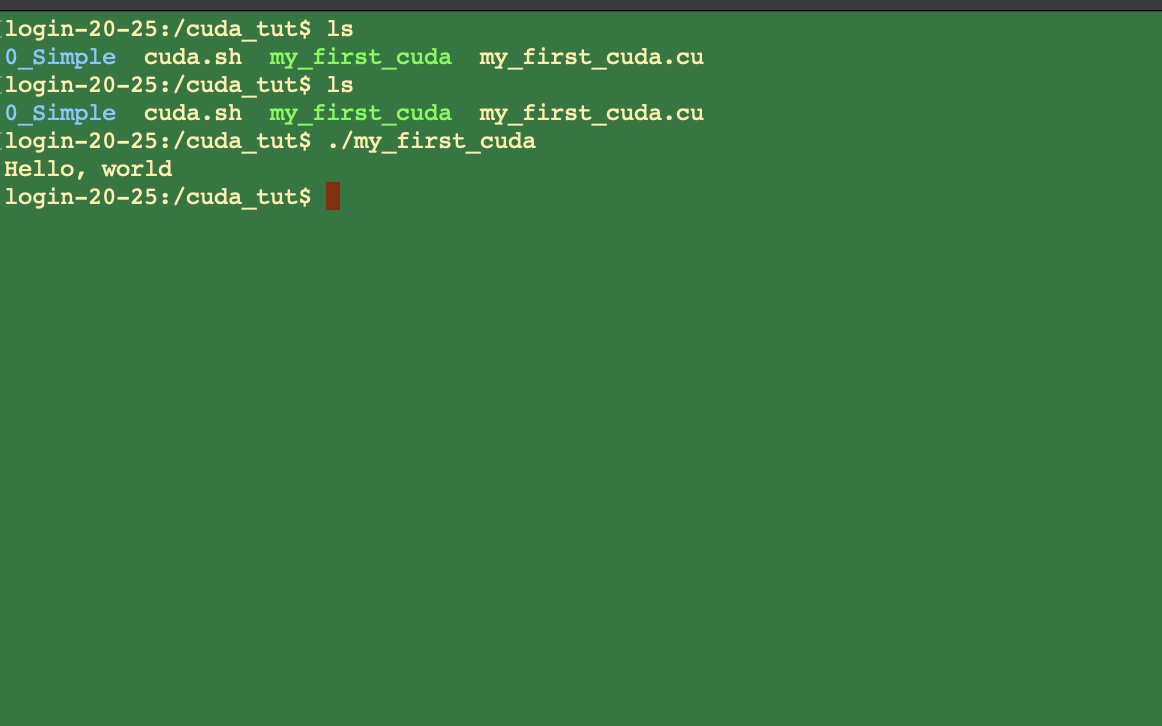 login-20-25:/cuda_tut$ ls
0_Simple  cuda.sh  my_first_cuda  my_first_cuda.cu
login-20-25:/cuda_tut$ ls
0_Simple  cuda.sh  my_first_cuda  my_first_cuda.cu
login-20-25:/cuda_tut$ ./my_first_cuda
Hello, world
login-20-25:/cuda_tut$